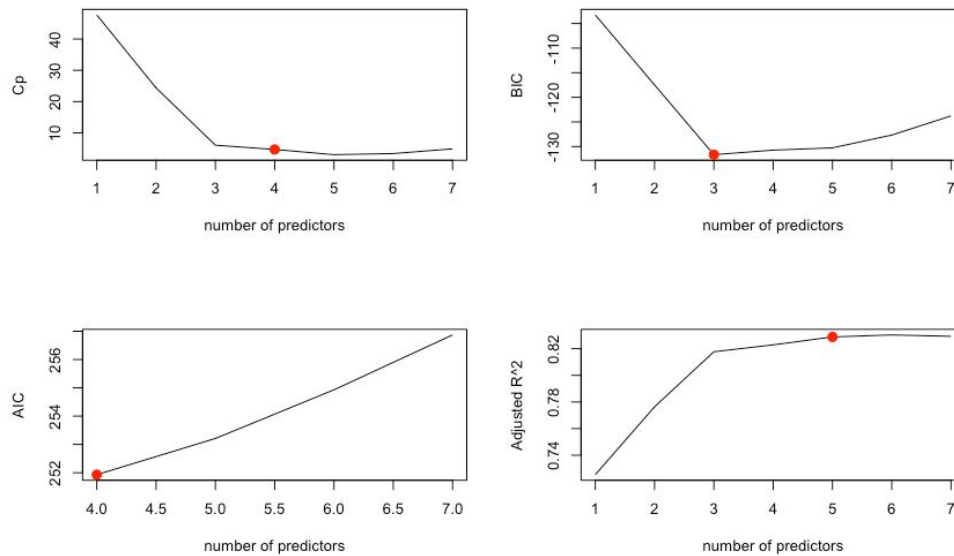 Cp
40
30
20
10
1 2 3 4 5 6 7
number of predictors
BIC
-110
-120
-130
1 2 3 4 5 6 7
number of predictors
AIC
256
254
252
4.0 4.5 5.0 5.5 6.0 6.5 7.0
number of predictors
Adjusted R^2
0.82
0.78
0.74
1 2 3 4 5 6 7
number of predictors